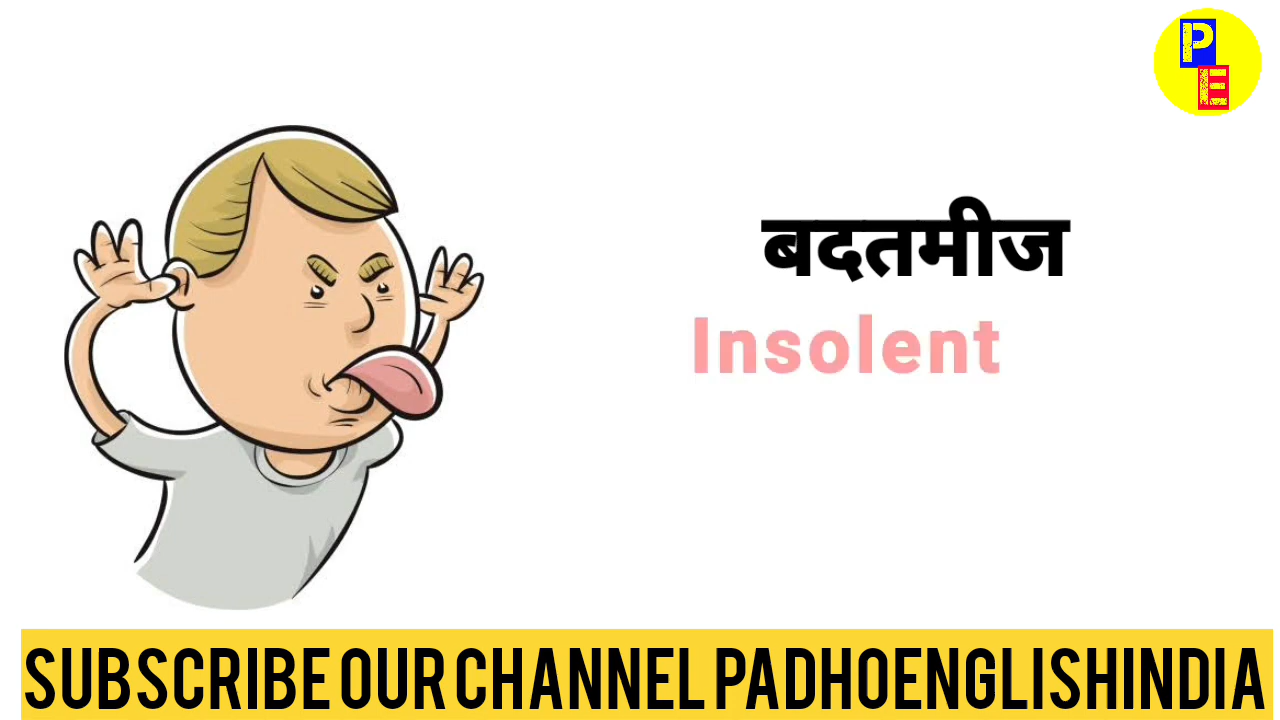 P
E
बदतमीज
Insolent
SUBSCRIBE OUR CHANNEL PADHOENGLISHINDIA